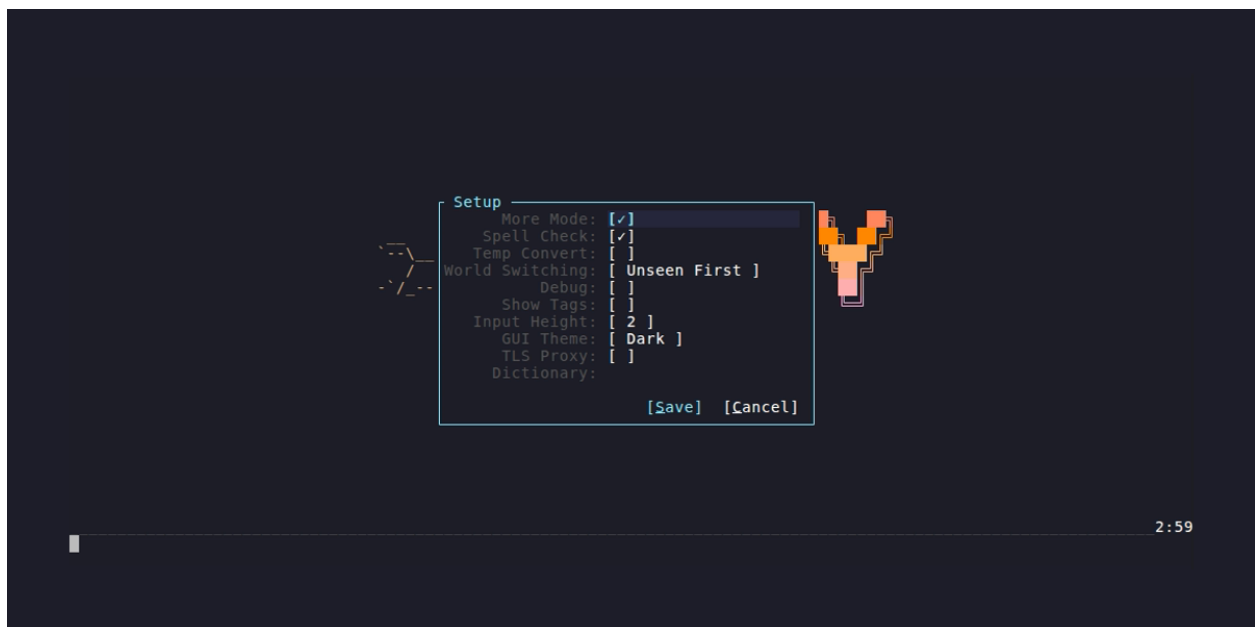 Setup
More Mode: [✓]
Spell Check: [✓]
Temp Convert: [ ]
World Switching: [ Unseen First ]
Debug: [ ]
Show Tags: [ ]
Input Height: [ 2 ]
GUI Theme: [ Dark ]
TLS Proxy: [ ]
Dictionary:
[Save] [Cancel]
2:59